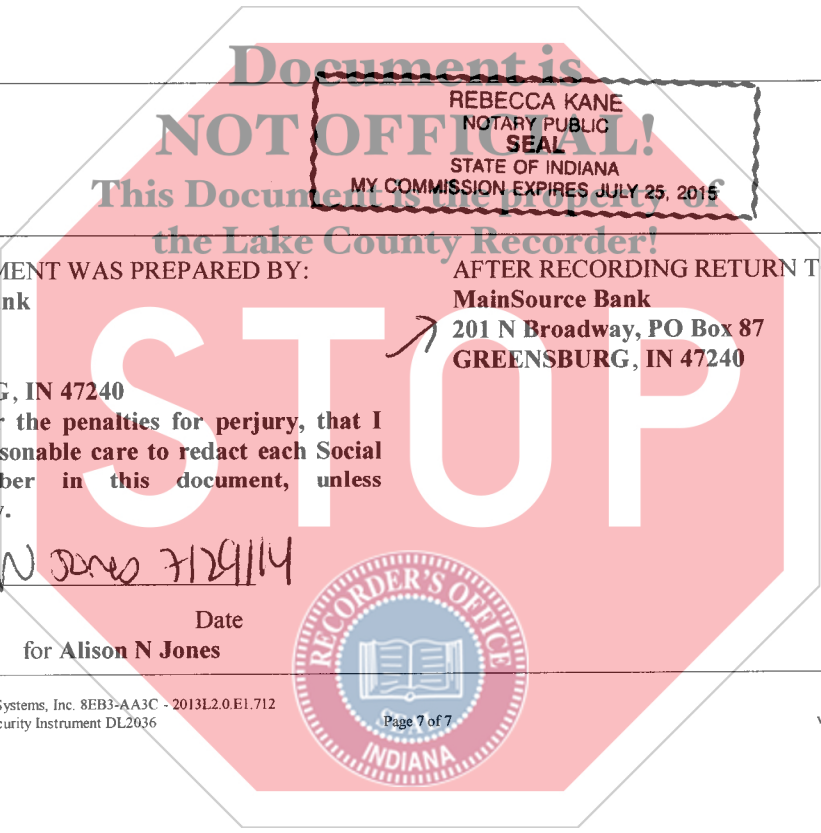 Document is
NOT OFFICIAL!
This Document is the property of
the Lake County Recorder!
REBECCA KANE
NOTARY PUBLIC
SEAL
STATE OF INDIANA
MY COMMISSION EXPIRES JULY 25, 2015
MENT WAS PREPARED BY:
nk
G, IN 47240
r the penalties for perjury, that I
sonable care to redact each Social
ber in this document, unless
y.
N Jones 7/29/14
Date
for Alison N Jones
AFTER RECORDING RETURN T
MainSource Bank
201 N Broadway, PO Box 87
GREENSBURG, IN 47240
STOP
RECORDER'S OFFICE
SEAL
INDIANA
Systems, Inc. 8EB3-AA3C - 2013L2.0.E1.712
curity Instrument DL2036
Page 7 of 7